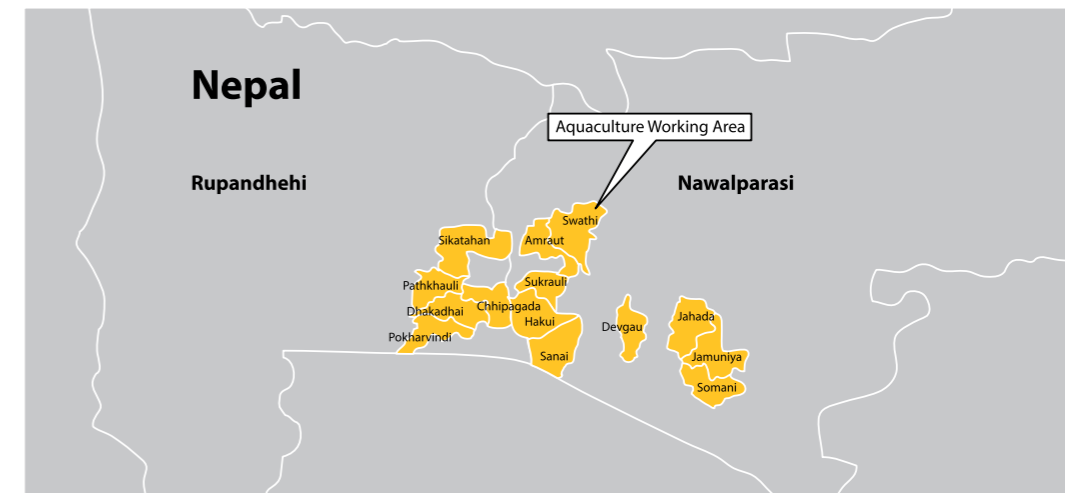 Nepal
Aquaculture Working Area
Rupandhehi
Nawalparasi
Swathi
Sikatahan
Amraut
Sukrauli
Pathkhauli
Chhipagada
Dhakadhai
Hakui
Jahada
Devgau
Pokharvindi
Sanai
Jamuniya
Somani